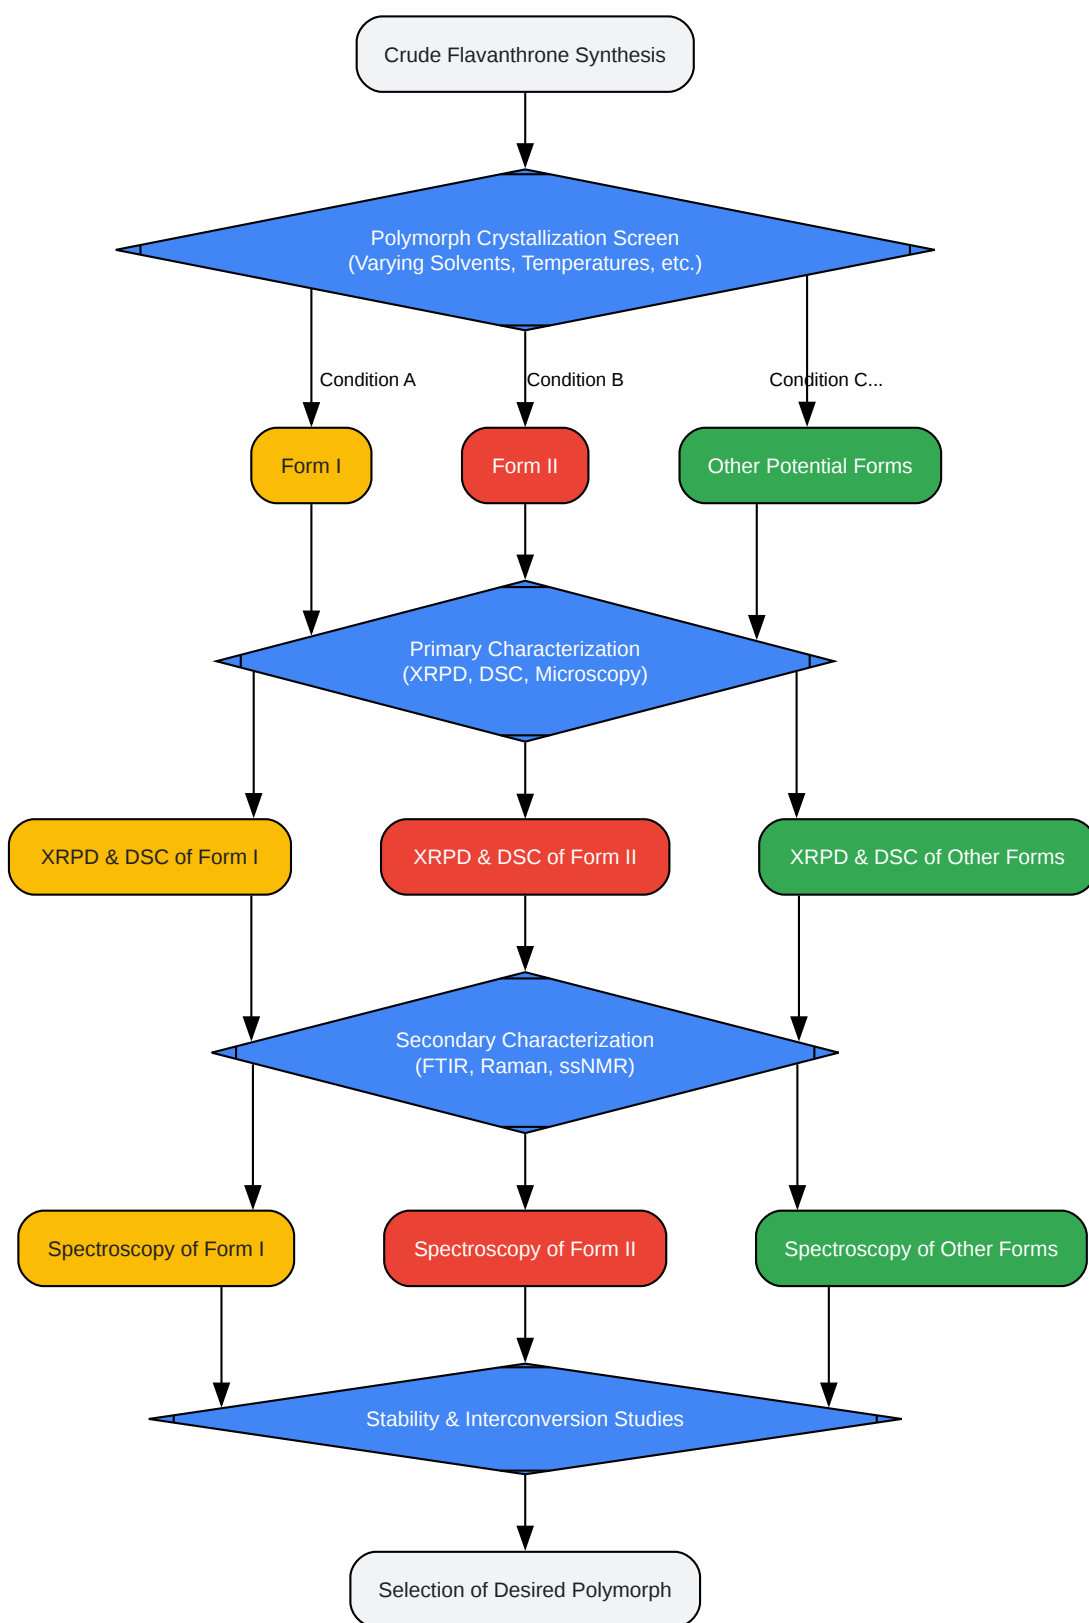 Crude Flavanthrone Synthesis
Polymorph Crystallization Screen
(Varying Solvents, Temperatures, etc.)
Condition A
Condition B
Condition C...
Form I
Form II
Other Potential Forms
Primary Characterization
(XRPD, DSC, Microscopy)
XRPD & DSC of Form I
XRPD & DSC of Form II
XRPD & DSC of Other Forms
Secondary Characterization
(FTIR, Raman, ssNMR)
Spectroscopy of Form I
Spectroscopy of Form II
Spectroscopy of Other Forms
Stability & Interconversion Studies
Selection of Desired Polymorph